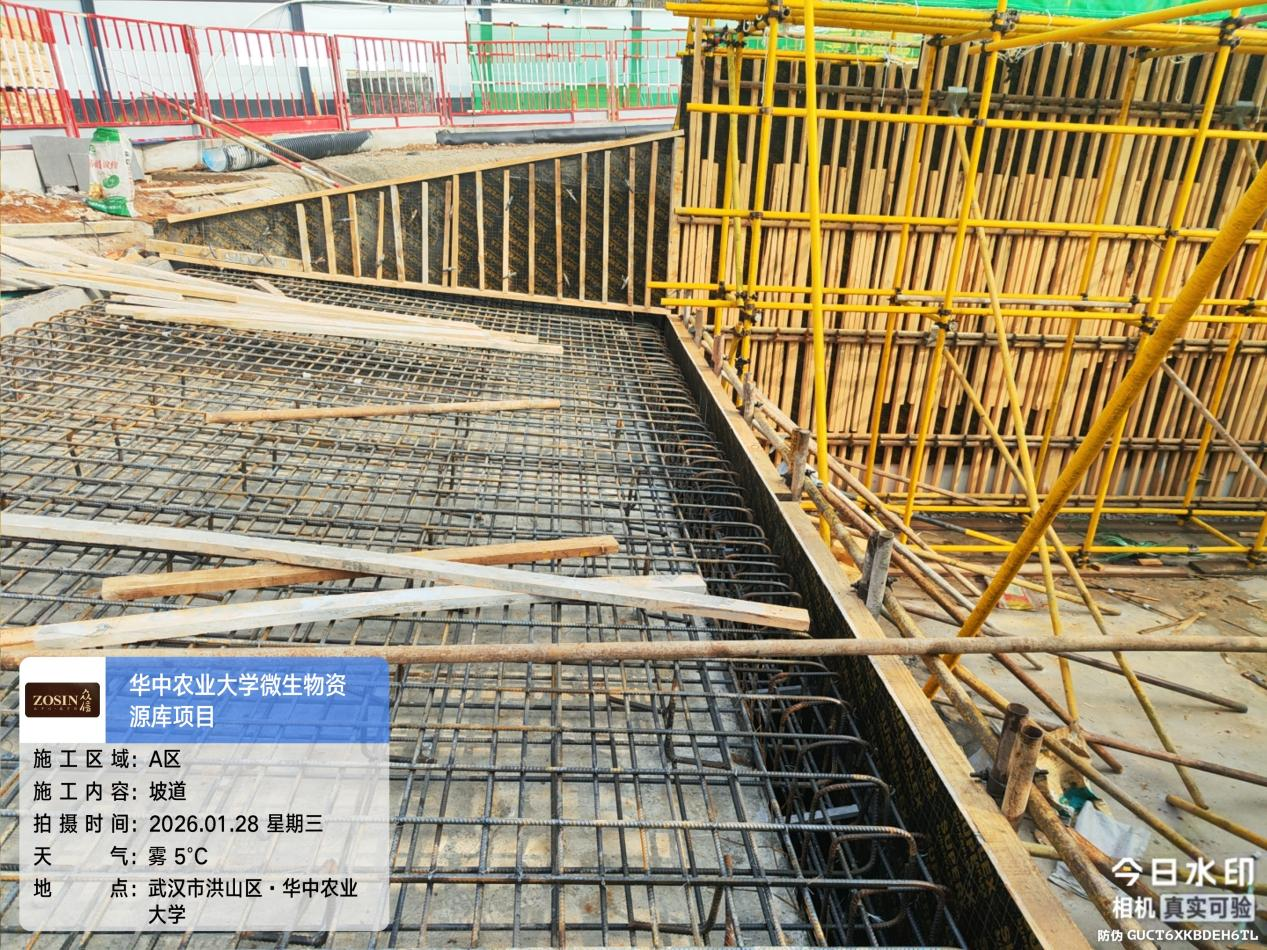 华中农业大学微生物资
源库项目
ZOSIN 众信
施工区域：A区
施工内容：坡道
拍摄时间：2026.01.28 星期三
天气：雾 5℃
地点：武汉市洪山区·华中农业
大学
今日水印
相机 真实可验
防伪 GUCT6XKBDEH6TL